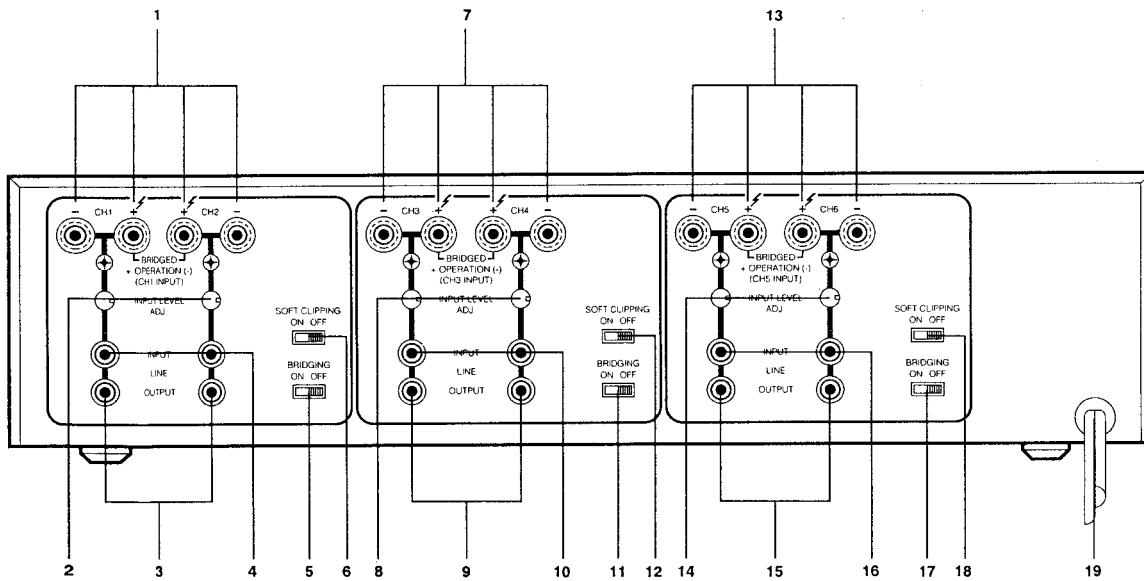 1 7 13
− CH1 + + CH2 −
BRIDGED
+ OPERATION (-)
(CH1 INPUT)
INPUT LEVEL
ADJ
SOFT CLIPPING
ON OFF
INPUT
LINE
OUTPUT
BRIDGING
ON OFF
− CH3 + + CH4 −
BRIDGED
+ OPERATION (-)
(CH3 INPUT)
INPUT LEVEL
ADJ
SOFT CLIPPING
ON OFF
INPUT
LINE
OUTPUT
BRIDGING
ON OFF
− CH5 + + CH6 −
BRIDGED
+ OPERATION (-)
(CH5 INPUT)
INPUT LEVEL
ADJ
SOFT CLIPPING
ON OFF
INPUT
LINE
OUTPUT
BRIDGING
ON OFF
2 3 4 5 6 8 9 10 11 12 14 15 16 17 18 19